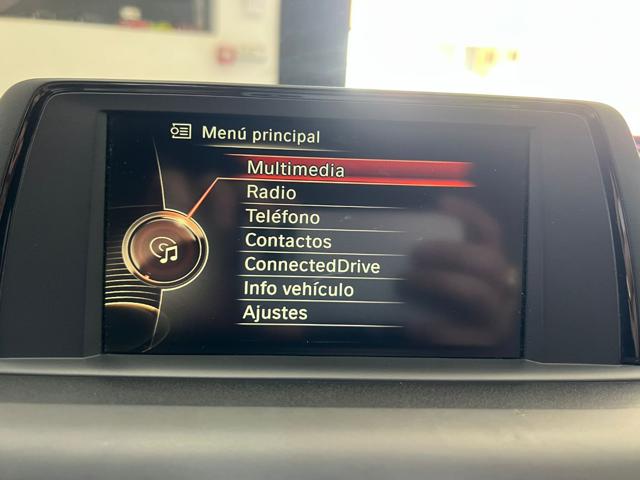 Menú principal
Multimedia
Radio
Teléfono
Contactos
ConnectedDrive
Info vehículo
Ajustes